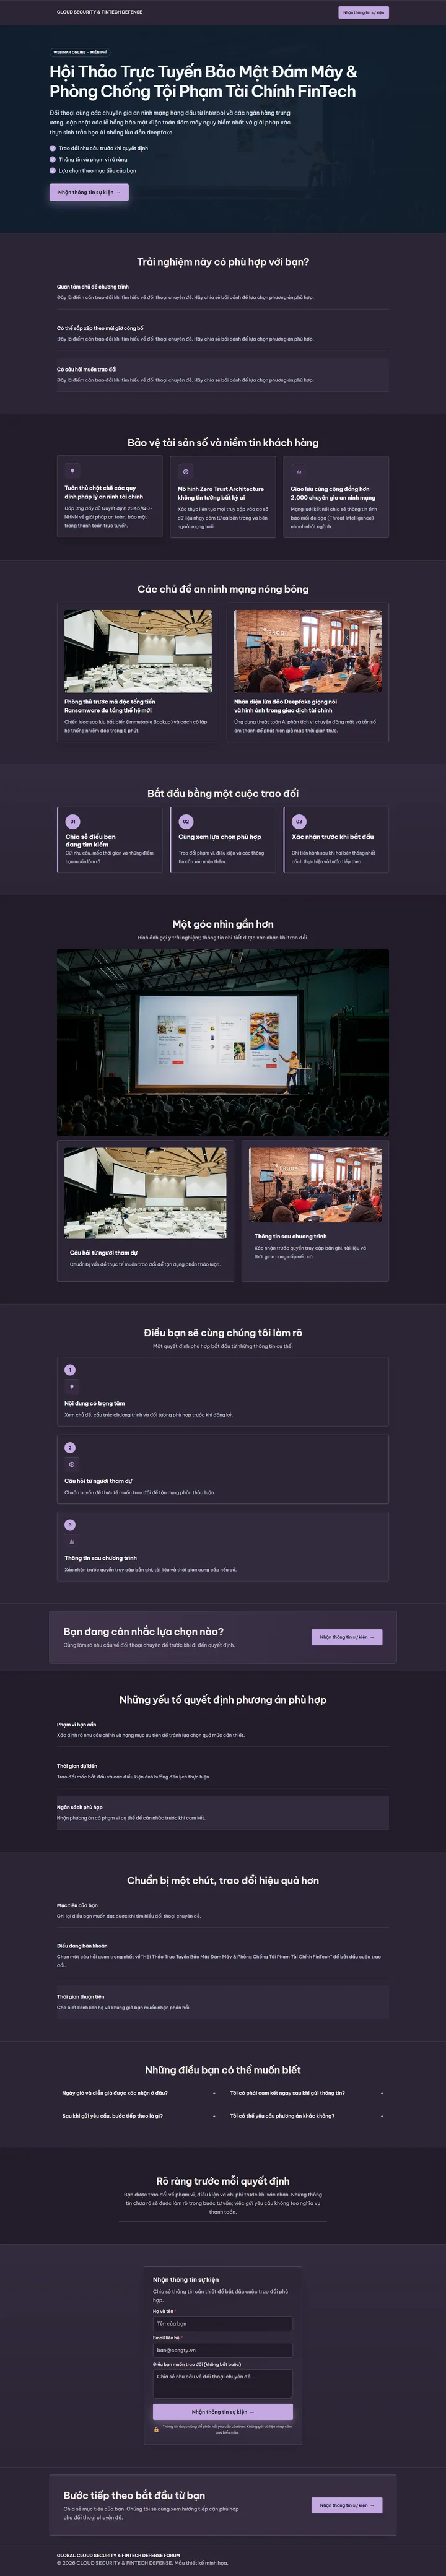 CLOUD SECURITY & FINTECH DEFENSE
Nhận thông tin sự kiện
WEBINAR ONLINE – MIỄN PHÍ
Hội Thảo Trực Tuyến Bảo Mật Đám Mây &
Phòng Chống Tội Phạm Tài Chính FinTech
Đối thoại cùng các chuyên gia an ninh mạng hàng đầu từ Interpol và các ngân hàng trung
ương, cập nhật các lỗ hổng bảo mật điện toán đám mây nguy hiểm nhất và giải pháp xác
thực sinh trắc học AI chống lừa đảo deepfake.
Trao đổi nhu cầu trước khi quyết định
Thông tin và phạm vi rõ ràng
Lựa chọn theo mục tiêu của bạn
Nhận thông tin sự kiện →
Trải nghiệm này có phù hợp với bạn?
Quan tâm chủ đề chương trình
Đây là điểm cần trao đổi khi tìm hiểu về đối thoại chuyên đề. Hãy chia sẻ bối cảnh để lựa chọn phương án phù hợp.
Có thể sắp xếp theo múi giờ công bố
Đây là điểm cần trao đổi khi tìm hiểu về đối thoại chuyên đề. Hãy chia sẻ bối cảnh để lựa chọn phương án phù hợp.
Có câu hỏi muốn trao đổi
Đây là điểm cần trao đổi khi tìm hiểu về đối thoại chuyên đề. Hãy chia sẻ bối cảnh để lựa chọn phương án phù hợp.
Bảo vệ tài sản số và niềm tin khách hàng
Tuân thủ chặt chẽ các quy
định pháp lý an ninh tài chính
Đáp ứng đầy đủ Quyết định 2345/QĐ-
NHNN về giải pháp an toàn, bảo mật
trong thanh toán trực tuyến.
Mô hình Zero Trust Architecture
không tin tưởng bất kỳ ai
Xác thực liên tục mọi truy cập vào cơ sở
dữ liệu nhạy cảm từ cả bên trong và bên
ngoài mạng lưới.
Giao lưu cùng cộng đồng hơn
2,000 chuyên gia an ninh mạng
Mạng lưới kết nối chia sẻ thông tin tình
báo mối đe dọa (Threat Intelligence)
nhanh nhất ngành.
Các chủ đề an ninh mạng nóng bỏng
Phòng thủ trước mã độc tống tiền
Ransomware đa tầng thế hệ mới
Chiến lược sao lưu bất biến (Immutable Backup) và cách cô lập
hệ thống nhiễm độc trong 5 phút.
Nhận diện lừa đảo Deepfake giọng nói
và hình ảnh trong giao dịch tài chính
Ứng dụng thuật toán AI phân tích vi chuyển động mắt và tần số
âm thanh để phát hiện giả mạo thời gian thực.
Bắt đầu bằng một cuộc trao đổi
01
Chia sẻ điều bạn
đang tìm kiếm
Gửi nhu cầu, mốc thời gian và những điểm
bạn muốn làm rõ.
02
Cùng xem lựa chọn phù hợp
Trao đổi phạm vi, điều kiện và các thông
tin cần xác nhận thêm.
03
Xác nhận trước khi bắt đầu
Chỉ tiến hành sau khi hai bên thống nhất
cách thực hiện và bước tiếp theo.
Một góc nhìn gần hơn
Hình ảnh gợi ý trải nghiệm; thông tin chi tiết được xác nhận khi trao đổi.
Câu hỏi từ người tham dự
Chuẩn bị vấn đề thực tế muốn trao đổi để tận dụng phần thảo luận.
Thông tin sau chương trình
Xác nhận trước quyền truy cập bản ghi, tài liệu và
thời gian cung cấp nếu có.
Điều bạn sẽ cùng chúng tôi làm rõ
Một quyết định phù hợp bắt đầu từ những thông tin cụ thể.
1
Nội dung có trọng tâm
Xem chủ đề, cấu trúc chương trình và đối tượng phù hợp trước khi đăng ký.
2
Câu hỏi từ người tham dự
Chuẩn bị vấn đề thực tế muốn trao đổi để tận dụng phần thảo luận.
3
AI
Thông tin sau chương trình
Xác nhận trước quyền truy cập bản ghi, tài liệu và thời gian cung cấp nếu có.
Bạn đang cân nhắc lựa chọn nào?
Cùng làm rõ nhu cầu về đối thoại chuyên đề trước khi đi đến quyết định.
Nhận thông tin sự kiện →
Những yếu tố quyết định phương án phù hợp
Phạm vi bạn cần
Xác định rõ nhu cầu chính và hạng mục ưu tiên để tránh lựa chọn quá mức cần thiết.
Thời gian dự kiến
Trao đổi mốc bắt đầu và các điều kiện ảnh hưởng đến lịch thực hiện.
Ngân sách phù hợp
Nhận phương án có phạm vi cụ thể để cân nhắc trước khi cam kết.
Chuẩn bị một chút, trao đổi hiệu quả hơn
Mục tiêu của bạn
Ghi lại điều bạn muốn đạt được khi tìm hiểu đối thoại chuyên đề.
Điều đang băn khoăn
Chọn một câu hỏi quan trọng nhất về "Hội Thảo Trực Tuyến Bảo Mật Đám Mây & Phòng Chống Tội Phạm Tài Chính FinTech" để bắt đầu cuộc trao
đổi.
Thời gian thuận tiện
Cho biết kênh liên hệ và khung giờ bạn muốn nhận phản hồi.
Những điều bạn có thể muốn biết
Ngày giờ và diễn giả được xác nhận ở đâu? +
Tôi có phải cam kết ngay sau khi gửi thông tin? +
Sau khi gửi yêu cầu, bước tiếp theo là gì? +
Tôi có thể yêu cầu phương án khác không? +
Rõ ràng trước mỗi quyết định
Bạn được trao đổi về phạm vi, điều kiện và chi phí trước khi xác nhận. Những thông
tin chưa rõ sẽ được làm rõ trong bước tư vấn; việc gửi yêu cầu không tạo nghĩa vụ
thanh toán.
Nhận thông tin sự kiện
Chia sẻ thông tin cần thiết để bắt đầu cuộc trao đổi phù
hợp.
Họ và tên *
Tên của bạn
Email liên hệ *
ban@congty.vn
Điều bạn muốn trao đổi (không bắt buộc)
Chia sẻ nhu cầu về đối thoại chuyên đề...
Nhận thông tin sự kiện →
Thông tin được dùng để phản hồi yêu cầu của bạn. Không gửi dữ liệu nhạy cảm
qua biểu mẫu.
Bước tiếp theo bắt đầu từ bạn
Chia sẻ mục tiêu của bạn. Chúng tôi sẽ cùng xem hướng tiếp cận phù hợp
cho đối thoại chuyên đề.
Nhận thông tin sự kiện →
GLOBAL CLOUD SECURITY & FINTECH DEFENSE FORUM
© 2026 CLOUD SECURITY & FINTECH DEFENSE. Mẫu thiết kế minh họa.